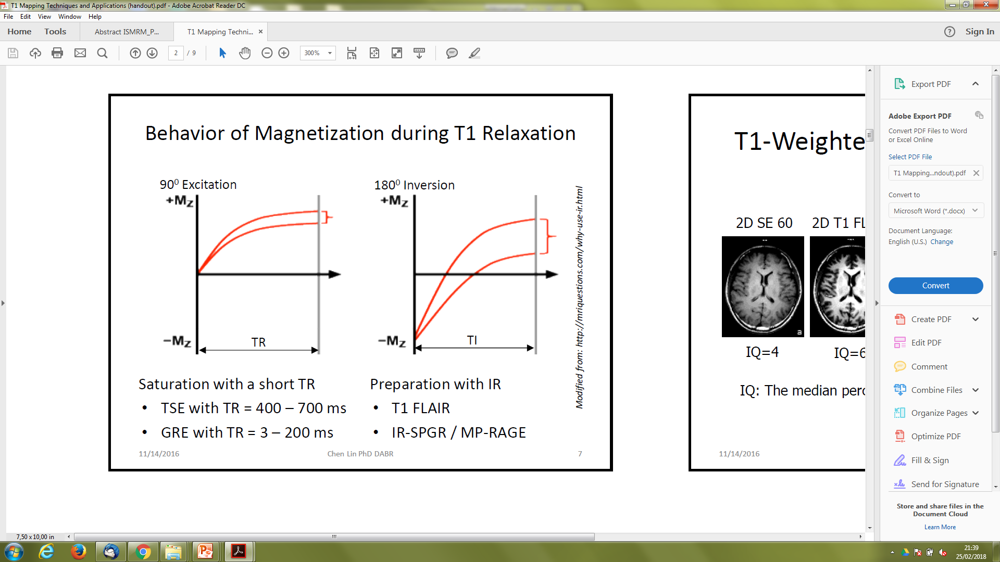 T1 Mapping Techniques and Applications (handout).pdf - Adobe Acrobat Reader DC
File Edit View Window Help
Home Tools Abstract ISMRM_P... T1 Mapping Techni... × ? Sign In
2 / 9 300%
Behavior of Magnetization during T1 Relaxation
90⁰ Excitation
+Mz
−Mz
TR
180⁰ Inversion
+Mz
−Mz
TI
Modified from: http://mriquestions.com/why-use-ir.html
Saturation with a short TR
• TSE with TR = 400 – 700 ms
• GRE with TR = 3 – 200 ms
Preparation with IR
• T1 FLAIR
• IR-SPGR / MP-RAGE
11/14/2016 Chen Lin PhD DABR 7
T1-Weighte
2D SE 60 2D T1 FL
a
IQ=4 IQ=6
IQ: The median perc
11/14/2016
Export PDF
Adobe Export PDF
Convert PDF Files to Word
or Excel Online
Select PDF File
T1 Mapping...ndout).pdf
Convert to
Microsoft Word (*.docx)
Document Language:
English (U.S.) Change
Convert
Create PDF
Edit PDF
Comment
Combine Files
Organize Pages
Optimize PDF
Fill & Sign
Send for Signature
Store and share files in the
Document Cloud
Learn More
7,50 x 10,00 in
21:39
25/02/2018